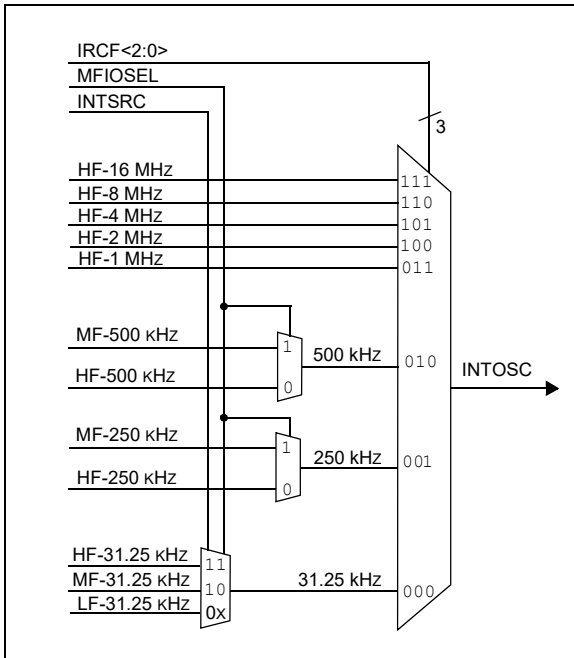 IRCF<2:0>
MFIOSEL
INTSRC
3
HF-16 MHz
111
HF-8 MHz
110
HF-4 MHz
101
HF-2 MHz
100
HF-1 MHz
011
MF-500 KHz
1
500 kHz
010
HF-500 KHz
0
INTOSC
MF-250 KHz
1
250 kHz
001
HF-250 KHz
0
HF-31.25 KHz
11
MF-31.25 KHz
10
31.25 kHz
000
LF-31.25 KHz
0x